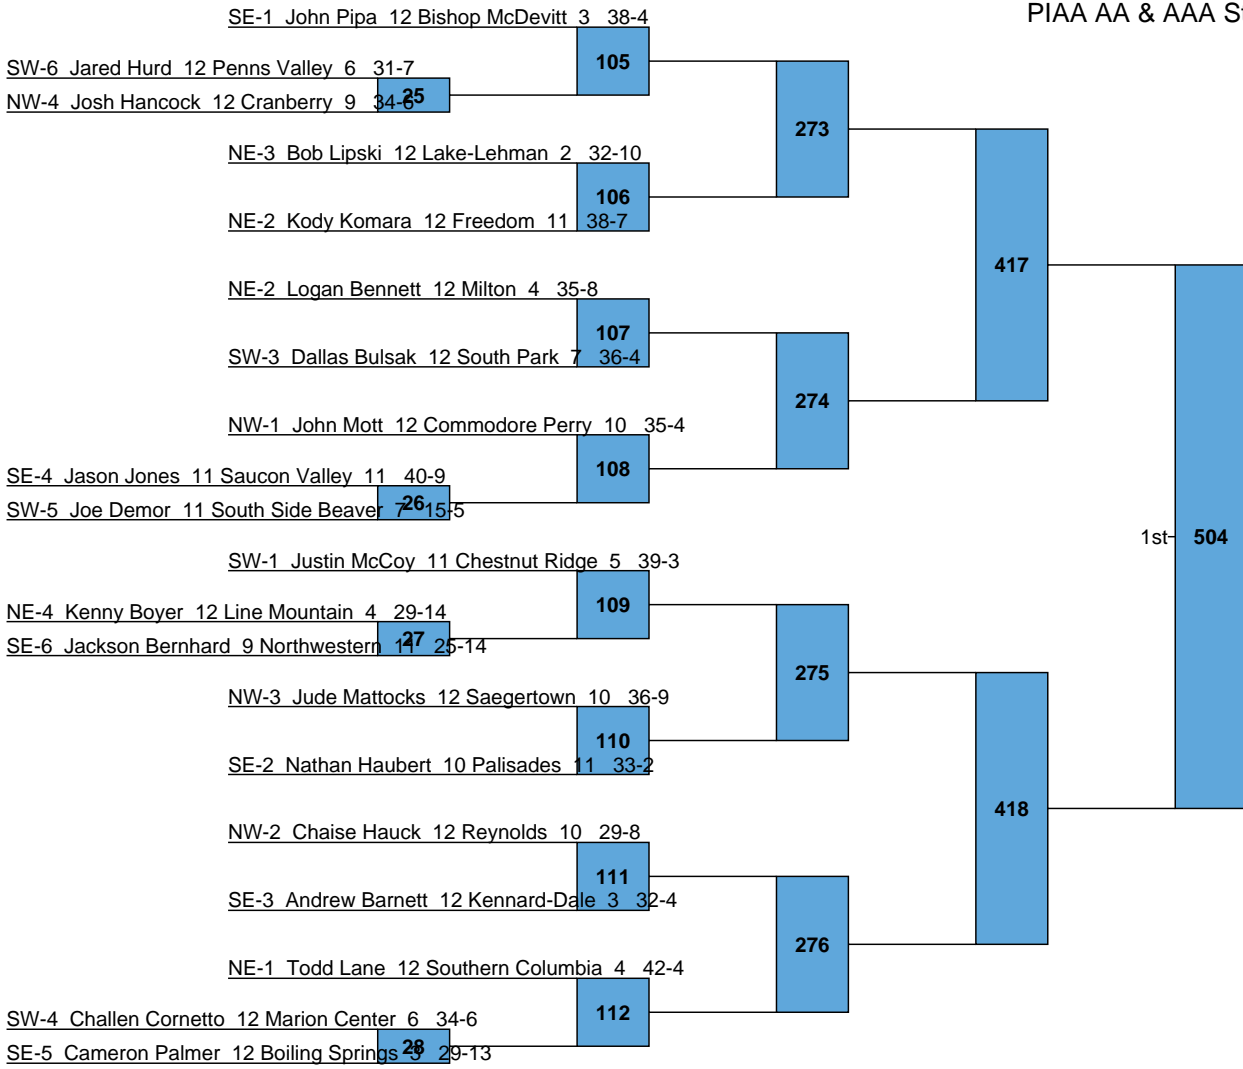 PIAA AA & AAA St
SE-1 John Pipa 12 Bishop McDevitt 3 38-4
105
SW-6 Jared Hurd 12 Penns Valley 6 31-7
25
NW-4 Josh Hancock 12 Cranberry 9 34-6
273
NE-3 Bob Lipski 12 Lake-Lehman 2 32-10
106
NE-2 Kody Komara 12 Freedom 11 38-7
417
NE-2 Logan Bennett 12 Milton 4 35-8
107
SW-3 Dallas Bulsak 12 South Park 7 36-4
274
NW-1 John Mott 12 Commodore Perry 10 35-4
108
SE-4 Jason Jones 11 Saucon Valley 11 40-9
26
SW-5 Joe Demor 11 South Side Beaver 7 15-5
1st
504
SW-1 Justin McCoy 11 Chestnut Ridge 5 39-3
109
NE-4 Kenny Boyer 12 Line Mountain 4 29-14
27
SE-6 Jackson Bernhard 9 Northwestern 11 25-14
275
NW-3 Jude Mattocks 12 Saegertown 10 36-9
110
SE-2 Nathan Haubert 10 Palisades 11 33-2
418
NW-2 Chaise Hauck 12 Reynolds 10 29-8
111
SE-3 Andrew Barnett 12 Kennard-Dale 3 32-4
276
NE-1 Todd Lane 12 Southern Columbia 4 42-4
112
SW-4 Challen Cornetto 12 Marion Center 6 34-6
28
SE-5 Cameron Palmer 12 Boiling Springs 3 29-13